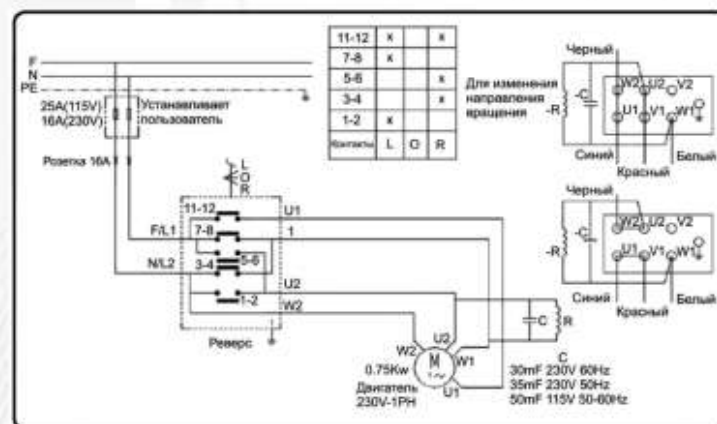 F
N
PE
25A(115V)
16A(230V)
Устанавливает
пользователь
Розетка 16A
L
O
R
11-12
F/L1
7-8
5-6
N/L2
3-4
1-2
U1
1
U2
W2
Реверс
11-12 x x
7-8 x
5-6 x
3-4 x
1-2 x
Контакты L O R
Для изменения
направления
вращения
Черный
-R
-C
W2 U2 V2
U1 V1 W1
Синий
Красный
Белый
Черный
-R
-C
W2 U2 V2
U1 V1 W1
Синий
Красный
Белый
W2
U2
M
1~
W1
U1
0.75Kw
Двигатель
230V-1PH
C
R
C
30mF 230V 60Hz
35mF 230V 50Hz
50mF 115V 50-60Hz